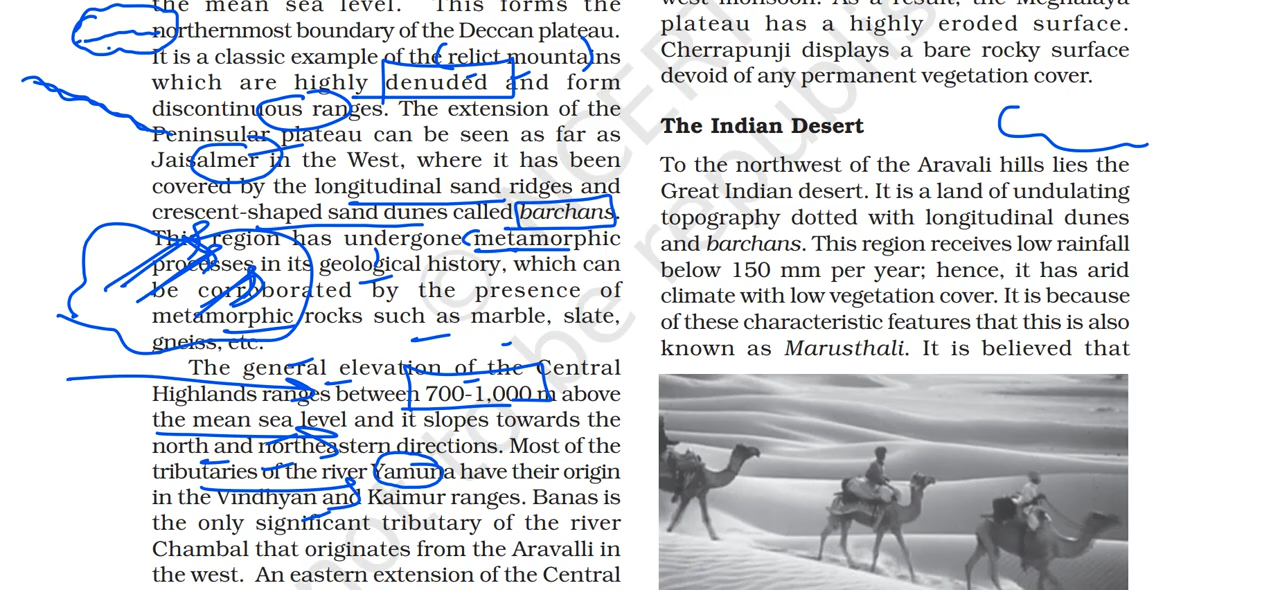 the mean sea level. This forms the
northernmost boundary of the Deccan plateau.
It is a classic example of the relict mountains
which are highly denuded and form
discontinuous ranges. The extension of the
Peninsular plateau can be seen as far as
Jaisalmer in the West, where it has been
covered by the longitudinal sand ridges and
crescent-shaped sand dunes called barchans.
This region has undergone metamorphic
processes in its geological history, which can
be corroborated by the presence of
metamorphic rocks such as marble, slate,
gneiss, etc.
The general elevation of the Central
Highlands ranges between 700-1,000 m above
the mean sea level and it slopes towards the
north and northeastern directions. Most of the
tributaries of the river Yamuna have their origin
in the Vindhyan and Kaimur ranges. Banas is
the only significant tributary of the river
Chambal that originates from the Aravalli in
the west. An eastern extension of the Central
west monsoon. As a result, the Meghalaya
plateau has a highly eroded surface.
Cherrapunji displays a bare rocky surface
devoid of any permanent vegetation cover.
The Indian Desert
To the northwest of the Aravali hills lies the
Great Indian desert. It is a land of undulating
topography dotted with longitudinal dunes
and barchans. This region receives low rainfall
below 150 mm per year; hence, it has arid
climate with low vegetation cover. It is because
of these characteristic features that this is also
known as Marusthali. It is believed that
© NCERT
not to be republis